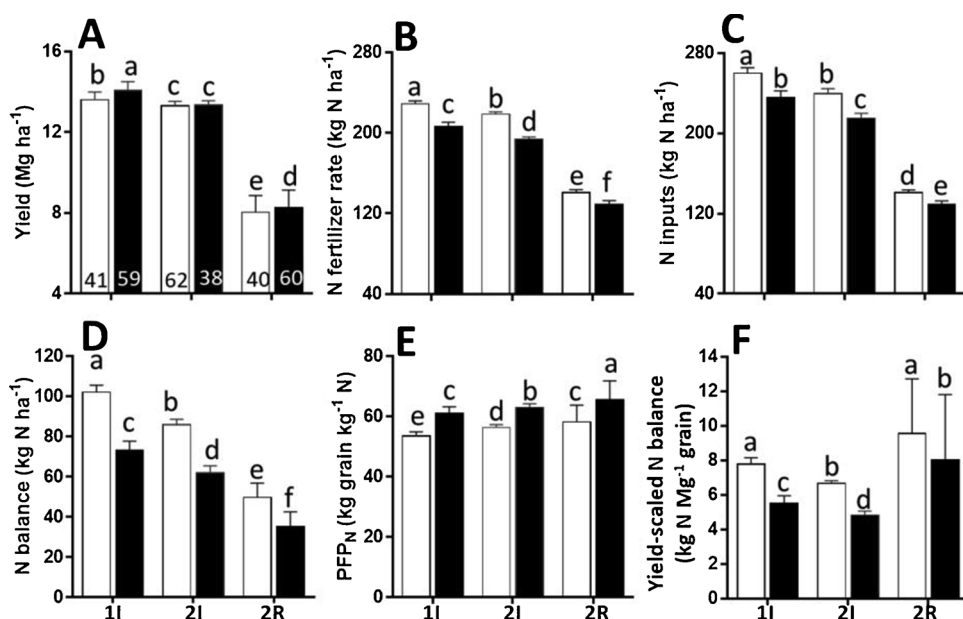 A
Yield (Mg ha⁻¹)
16
12
8
4
b a c c e d
41 59 62 38 40 60
B
N fertilizer rate (kg N ha⁻¹)
280
200
120
40
a c b d e f
C
N inputs (kg N ha⁻¹)
280
200
120
40
a b b c d e
D
N balance (kg N ha⁻¹)
120
100
80
60
40
20
0
a c b d e f
1I 2I 2R
E
PFP_N (kg grain kg⁻¹ N)
80
60
40
20
0
e c d b c a
1I 2I 2R
F
Yield-scaled N balance
(kg N Mg⁻¹ grain)
14
12
10
8
6
4
2
0
a c b d a b
1I 2I 2R